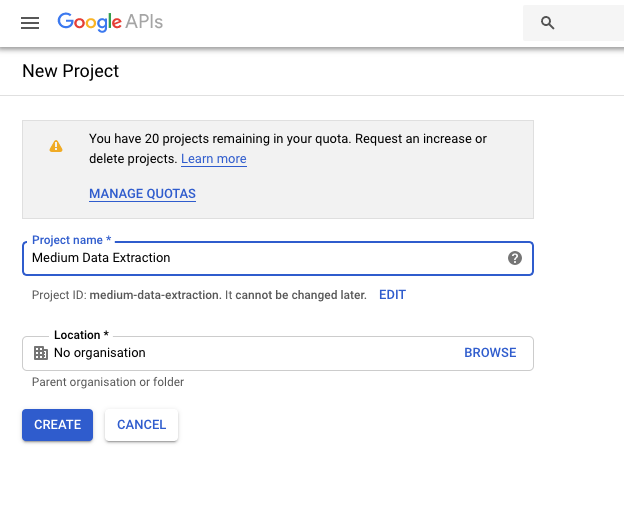 Google APIs
New Project
You have 20 projects remaining in your quota. Request an increase or
delete projects. Learn more
MANAGE QUOTAS
Project name *
Medium Data Extraction
Project ID: medium-data-extraction. It cannot be changed later. EDIT
Location *
No organisation BROWSE
Parent organisation or folder
CREATE CANCEL